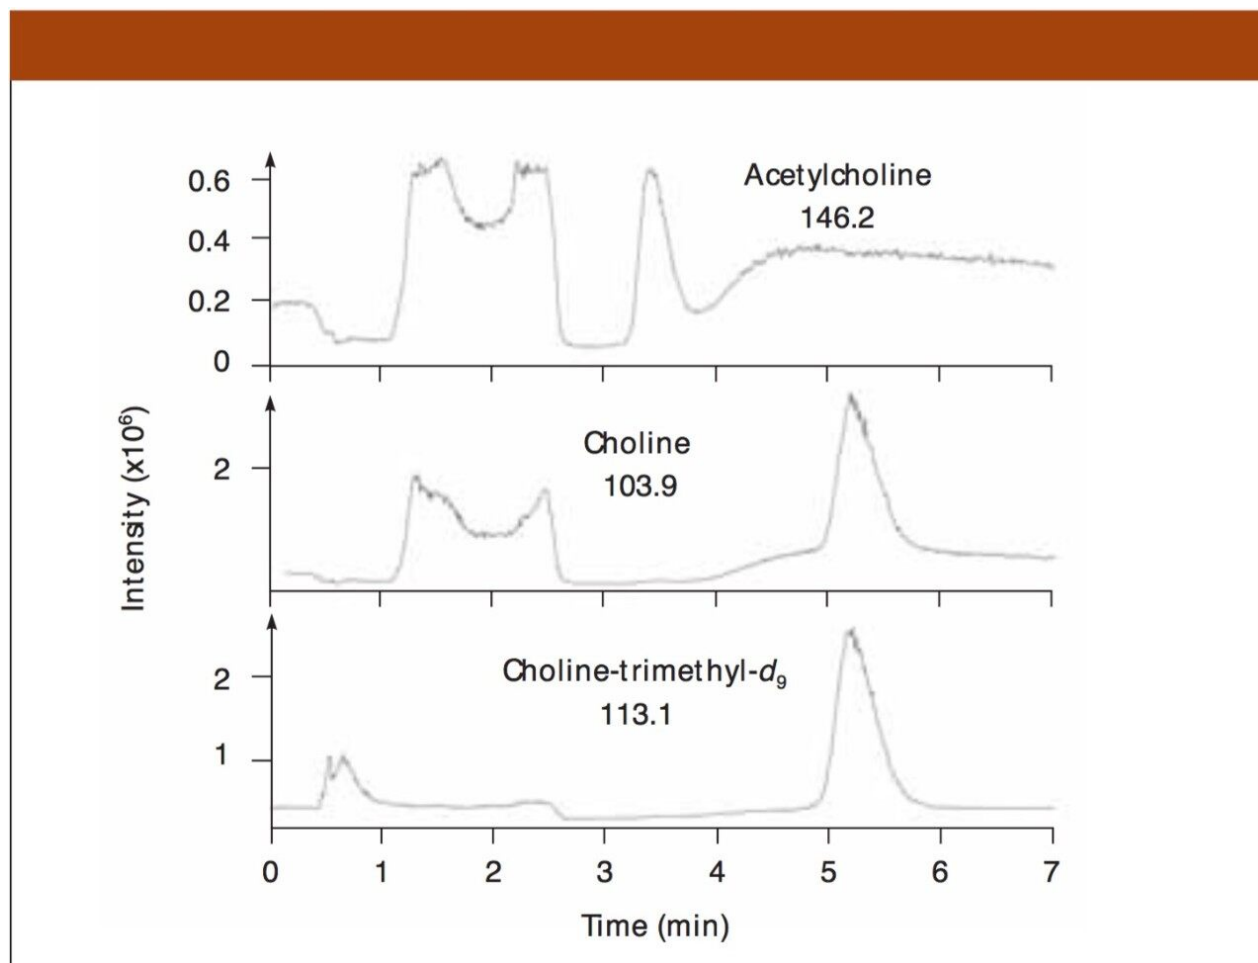 0.6
0.4
0.2
0
Acetylcholine
146.2
Intensity (x10⁶)
2
Choline
103.9
2
1
Choline-trimethyl-d₉
113.1
0 1 2 3 4 5 6 7
Time (min)